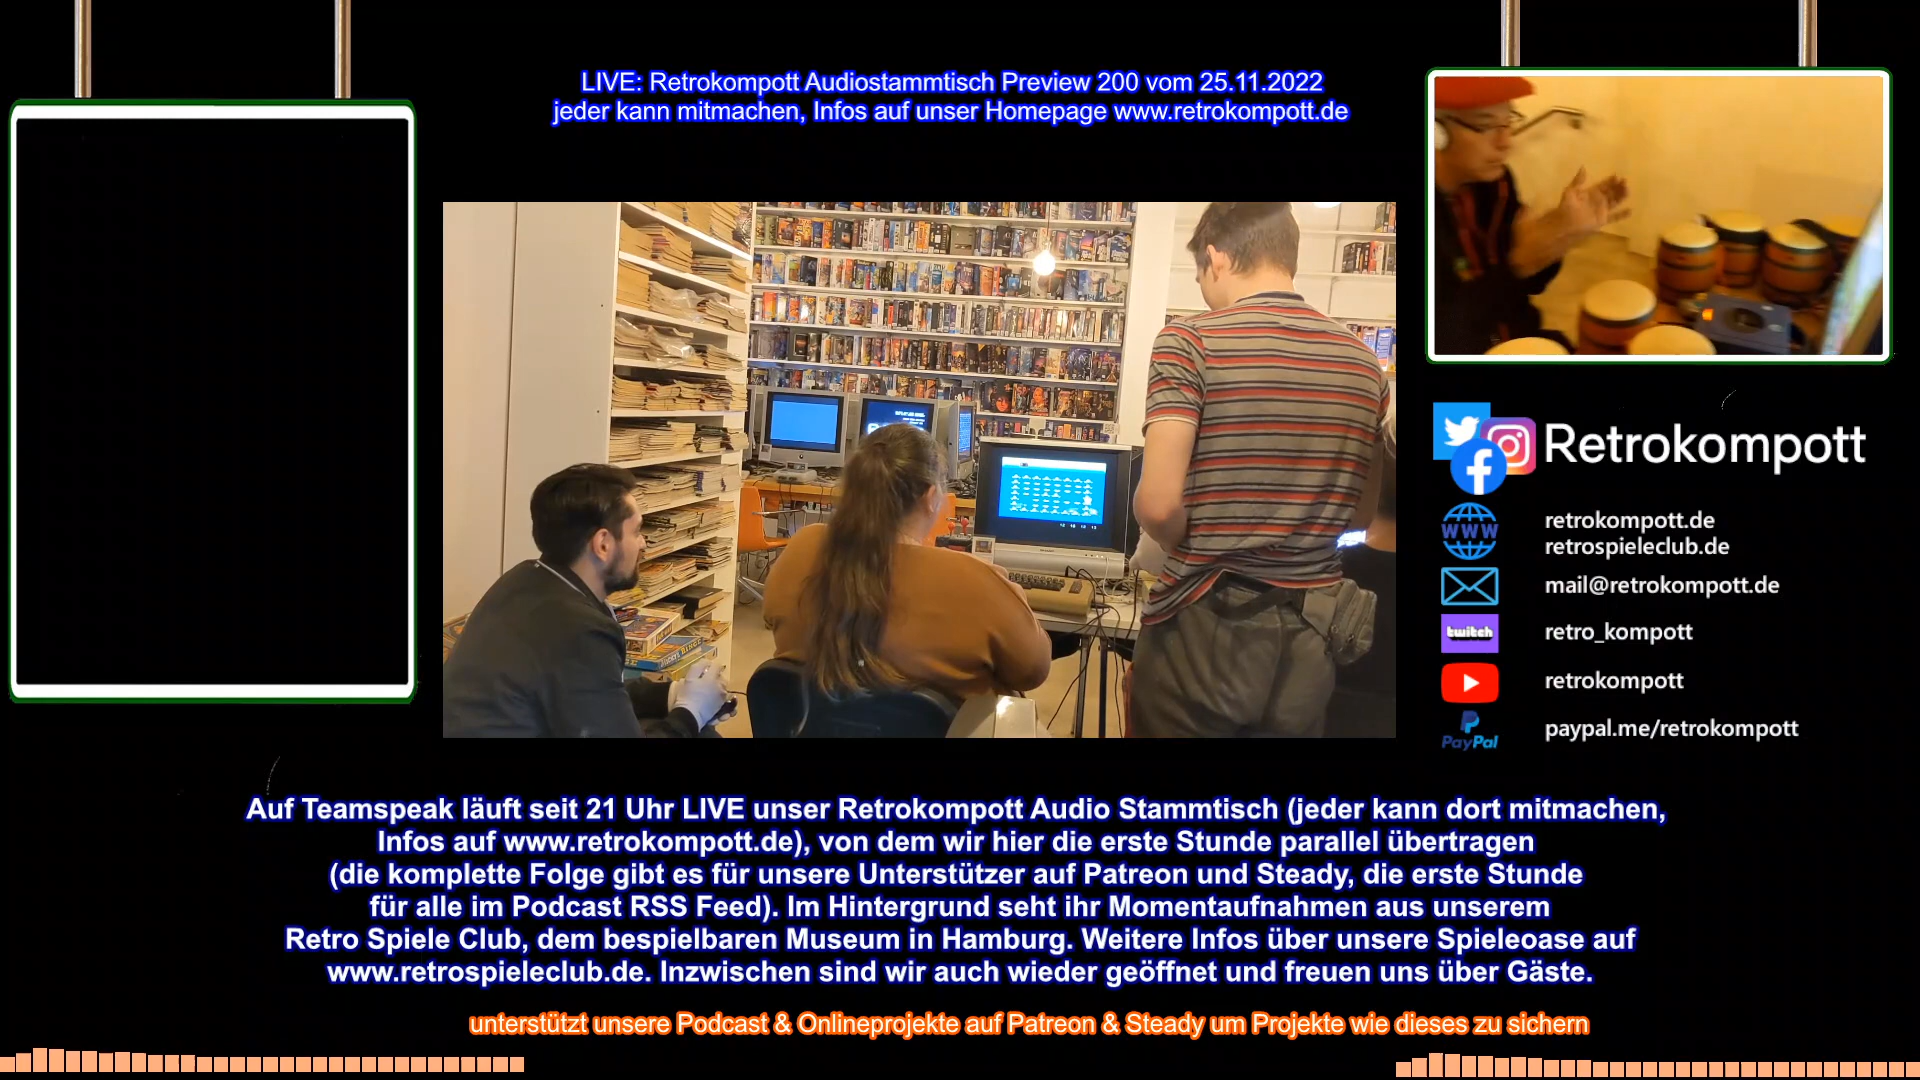 LIVE: Retrokompott Audiostammtisch Preview 200 vom 25.11.2022
jeder kann mitmachen, Infos auf unser Homepage www.retrokompott.de
Retrokompott
WWW
retrokompott.de
retrospieleclub.de
mail@retrokompott.de
twitch
retro_kompott
retrokompott
PayPal
paypal.me/retrokompott
Auf Teamspeak läuft seit 21 Uhr LIVE unser Retrokompott Audio Stammtisch (jeder kann dort mitmachen,
Infos auf www.retrokompott.de), von dem wir hier die erste Stunde parallel übertragen
(die komplette Folge gibt es für unsere Unterstützer auf Patreon und Steady, die erste Stunde
für alle im Podcast RSS Feed). Im Hintergrund seht ihr Momentaufnahmen aus unserem
Retro Spiele Club, dem bespielbaren Museum in Hamburg. Weitere Infos über unsere Spieleoase auf
www.retrospieleclub.de. Inzwischen sind wir auch wieder geöffnet und freuen uns über Gäste.
unterstützt unsere Podcast & Onlineprojekte auf Patreon & Steady um Projekte wie dieses zu sichern